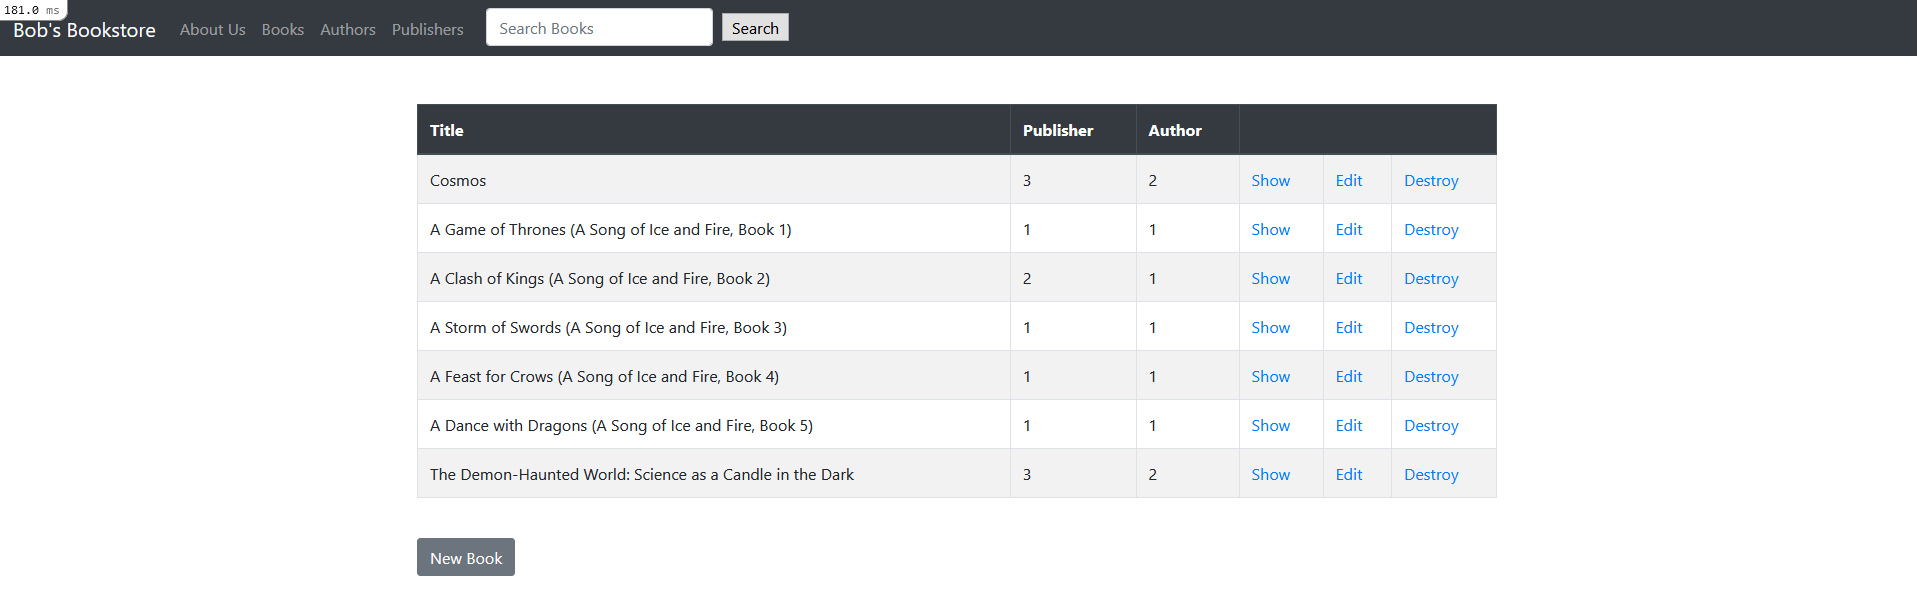 181.0 ms
Bob's Bookstore About Us Books Authors Publishers Search Books Search
Title Publisher Author
Cosmos 3 2 Show Edit Destroy
A Game of Thrones (A Song of Ice and Fire, Book 1) 1 1 Show Edit Destroy
A Clash of Kings (A Song of Ice and Fire, Book 2) 2 1 Show Edit Destroy
A Storm of Swords (A Song of Ice and Fire, Book 3) 1 1 Show Edit Destroy
A Feast for Crows (A Song of Ice and Fire, Book 4) 1 1 Show Edit Destroy
A Dance with Dragons (A Song of Ice and Fire, Book 5) 1 1 Show Edit Destroy
The Demon-Haunted World: Science as a Candle in the Dark 3 2 Show Edit Destroy
New Book